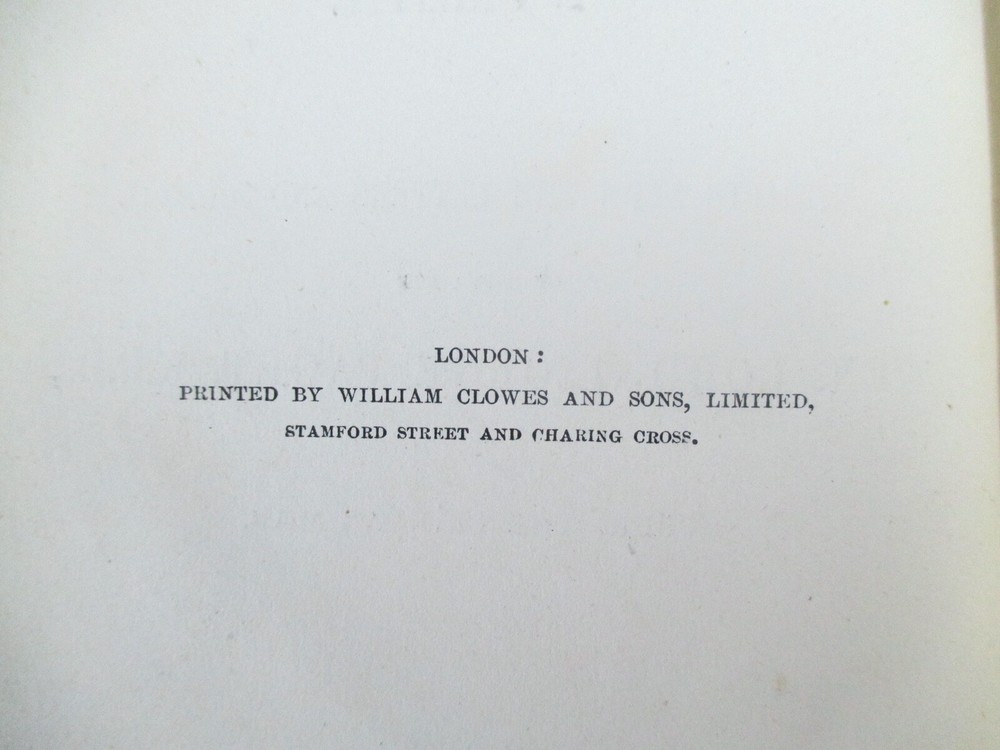 LONDON :
PRINTED BY WILLIAM CLOWES AND SONS, LIMITED,
STAMFORD STREET AND CHARING CROSS.